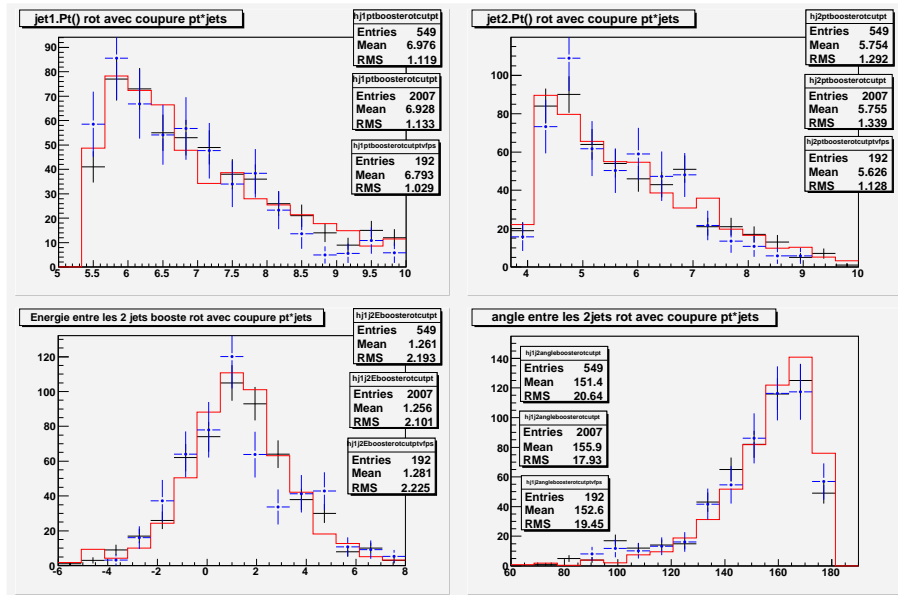 jet1.Pt() rot avec coupure pt*jets
hj1ptboosterotcutpt
Entries 549
Mean 6.976
RMS 1.119
hj1ptboosterotcutpt
Entries 2007
Mean 6.928
RMS 1.133
hj1ptboosterotcutptvfps
Entries 192
Mean 6.793
RMS 1.029
90
80
70
60
50
40
30
20
10
0
5 5.5 6 6.5 7 7.5 8 8.5 9 9.5 10
jet2.Pt() rot avec coupure pt*jets
hj2ptboosterotcutpt
Entries 549
Mean 5.754
RMS 1.292
hj2ptboosterotcutpt
Entries 2007
Mean 5.755
RMS 1.339
hj2ptboosterotcutptvfps
Entries 192
Mean 5.626
RMS 1.128
100
80
60
40
20
0
4 5 6 7 8 9 10
Energie entre les 2 jets booste rot avec coupure pt*jets
hj1j2Eboosterotcutpt
Entries 549
Mean 1.261
RMS 2.193
hj1j2Eboosterotcutpt
Entries 2007
Mean 1.256
RMS 2.101
hj1j2Eboosterotcutptvfps
Entries 192
Mean 1.281
RMS 2.225
120
100
80
60
40
20
0
-6 -4 -2 0 2 4 6 8
angle entre les 2jets rot avec coupure pt*jets
hj1j2angleboosterotcutpt
Entries 549
Mean 151.4
RMS 20.64
hj1j2angleboosterotcutpt
Entries 2007
Mean 155.9
RMS 17.93
hj1j2angleboosterotcutptvfps
Entries 192
Mean 152.6
RMS 19.45
140
120
100
80
60
40
20
0
60 80 100 120 140 160 180